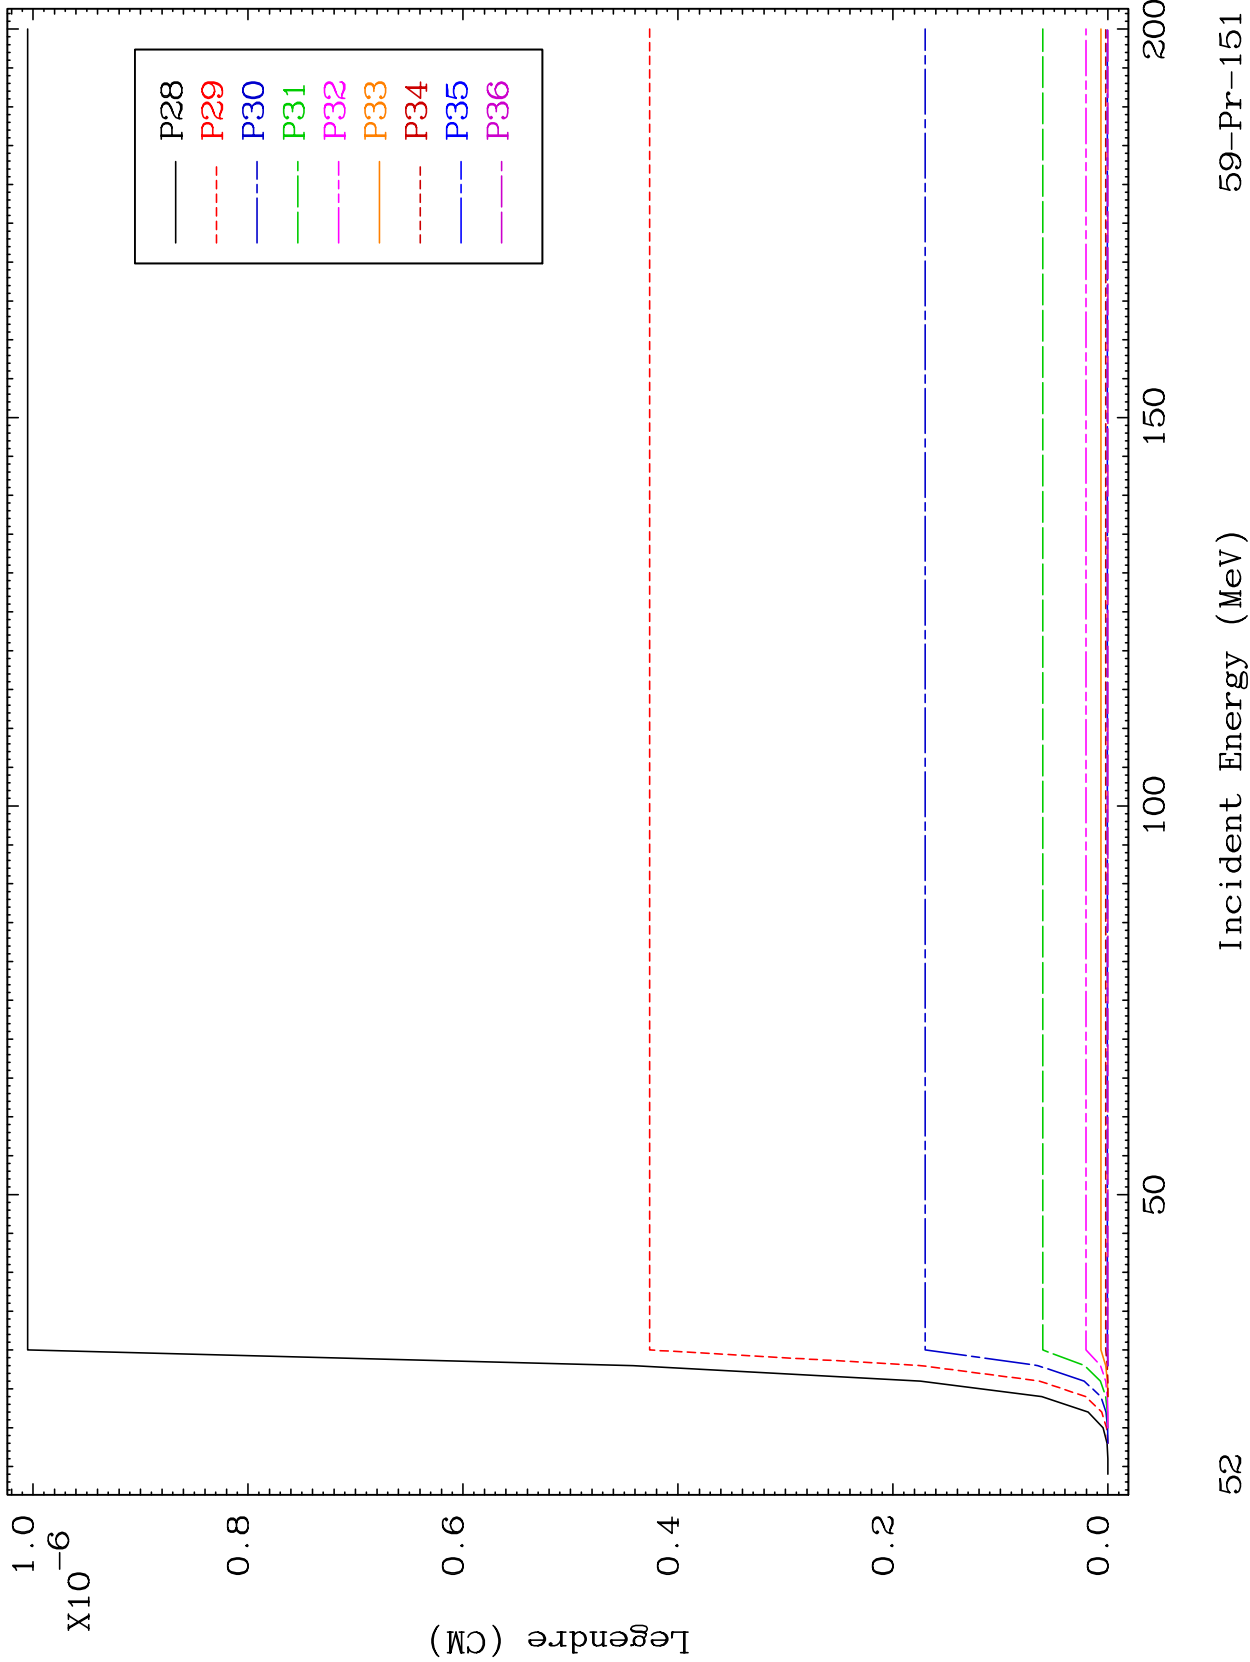 1.0
X10-6
0.8
0.6
0.4
0.2
0.0
Legendre (CM)
P28
P29
P30
P31
P32
P33
P34
P35
P36
50
100
150
200
Incident Energy (MeV)
52
59-Pr-151